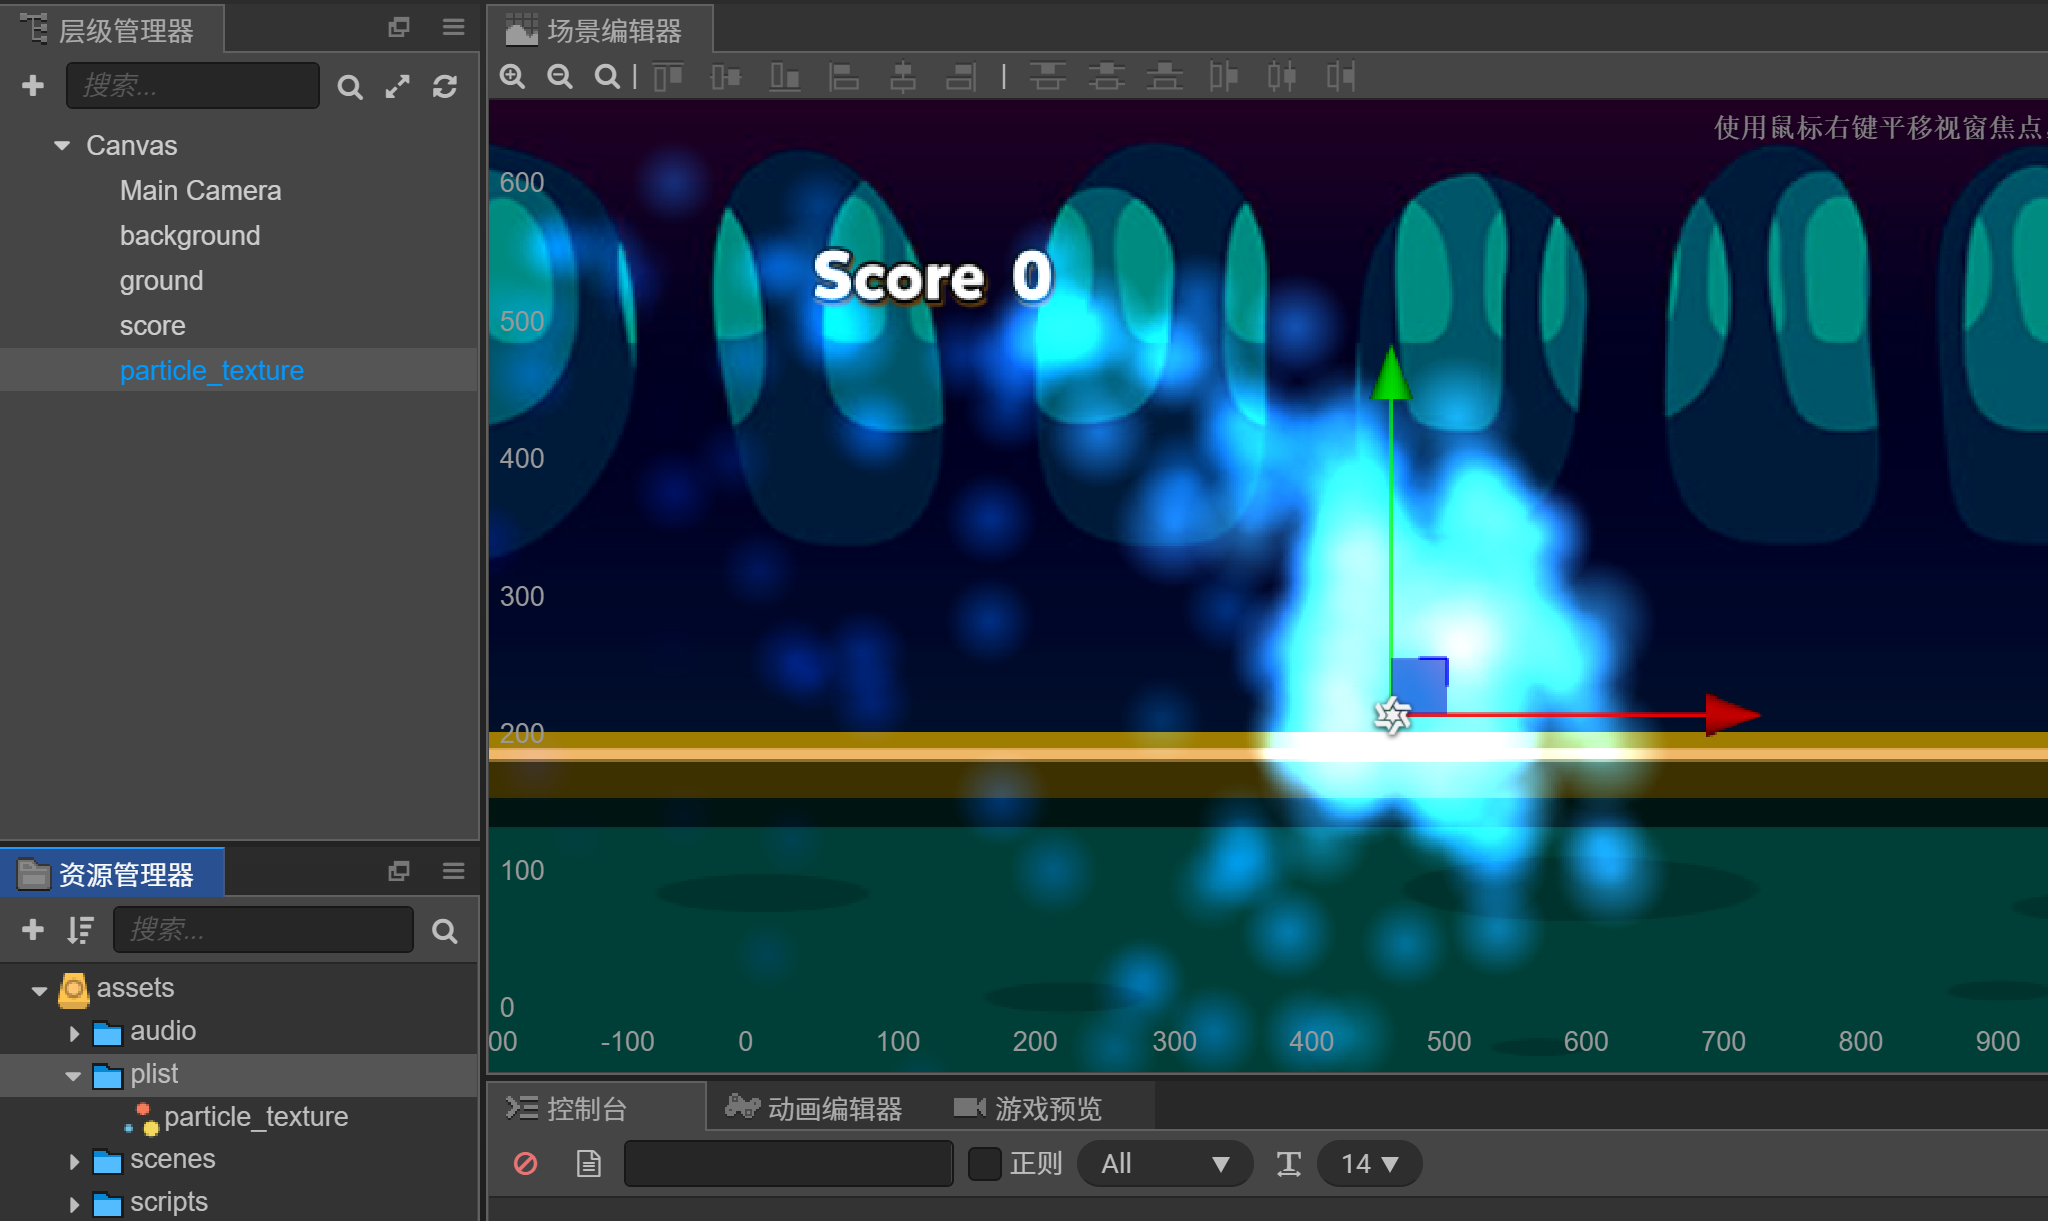 层级管理器
搜索...
Canvas
Main Camera
background
ground
score
particle_texture
资源管理器
搜索...
assets
audio
plist
particle_texture
scenes
scripts
场景编辑器
使用鼠标右键平移视窗焦点
Score 0
600
500
400
300
200
100
0
00 -100 0 100 200 300 400 500 600 700 800 900
控制台 动画编辑器 游戏预览
正则 All 14